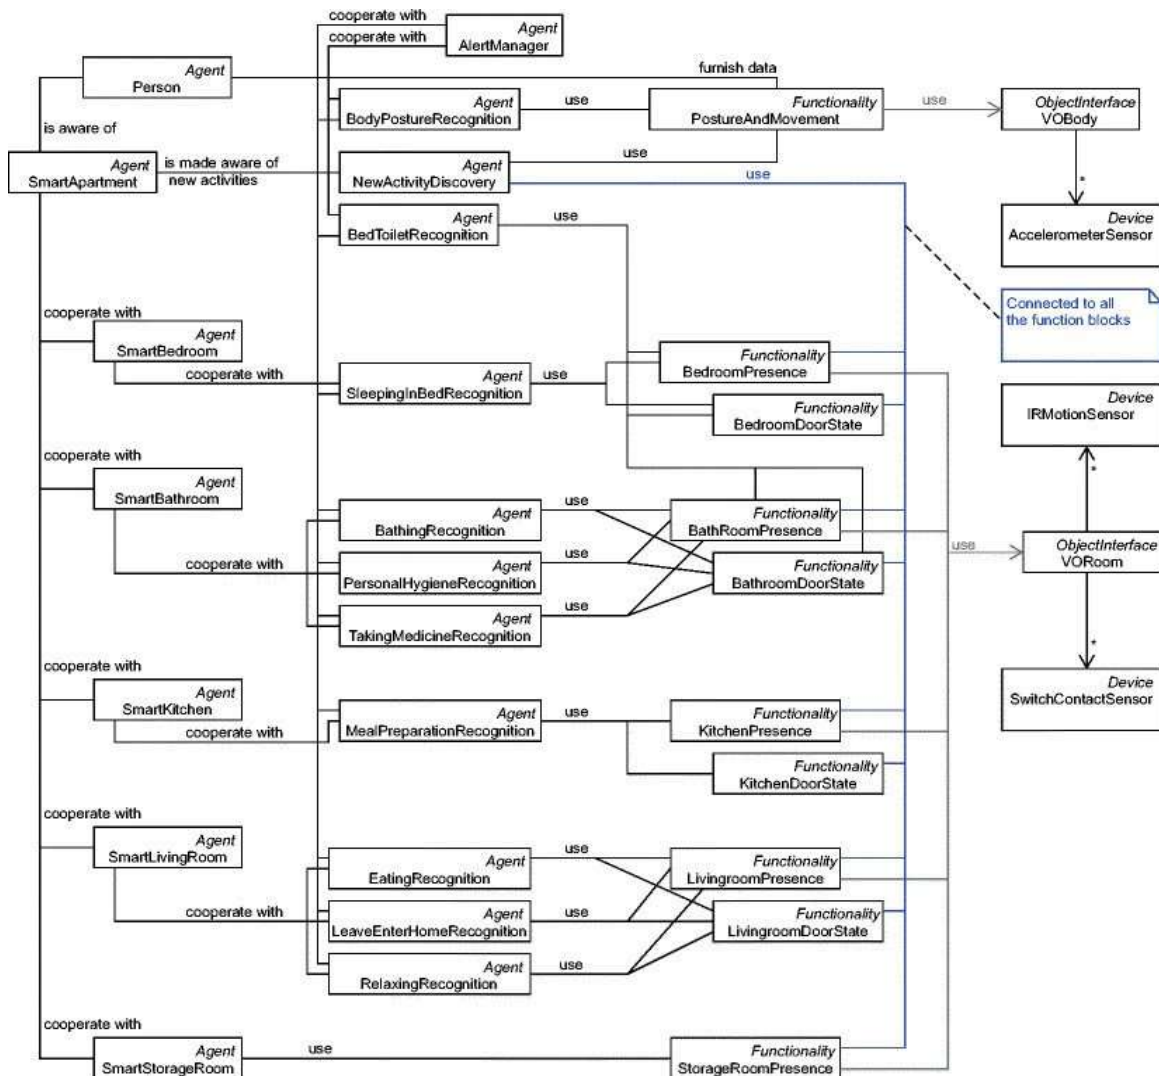 cooperate with
Agent
AlertManager
cooperate with
Agent
Person
furnish data
is aware of
Agent
BodyPostureRecognition
use
Functionality
PostureAndMovement
use
ObjectInterface
VOBody
*
Agent
SmartApartment
is made aware of
new activities
Agent
NewActivityDiscovery
use
use
Agent
BedToiletRecognition
use
Device
AccelerometerSensor
Connected to all
the function blocks
cooperate with
Agent
SmartBedroom
cooperate with
Agent
SleepingInBedRecognition
use
Functionality
BedroomPresence
Functionality
BedroomDoorState
Device
IRMotionSensor
*
cooperate with
Agent
SmartBathroom
cooperate with
Agent
BathingRecognition
use
Functionality
BathRoomPresence
Agent
PersonalHygieneRecognition
use
Functionality
BathroomDoorState
Agent
TakingMedicineRecognition
use
use
ObjectInterface
VORoom
*
Device
SwitchContactSensor
cooperate with
Agent
SmartKitchen
cooperate with
Agent
MealPreparationRecognition
use
Functionality
KitchenPresence
Functionality
KitchenDoorState
cooperate with
Agent
SmartLivingRoom
cooperate with
Agent
EatingRecognition
use
Functionality
LivingroomPresence
Agent
LeaveEnterHomeRecognition
use
Functionality
LivingroomDoorState
Agent
RelaxingRecognition
use
cooperate with
Agent
SmartStorageRoom
use
Functionality
StorageRoomPresence